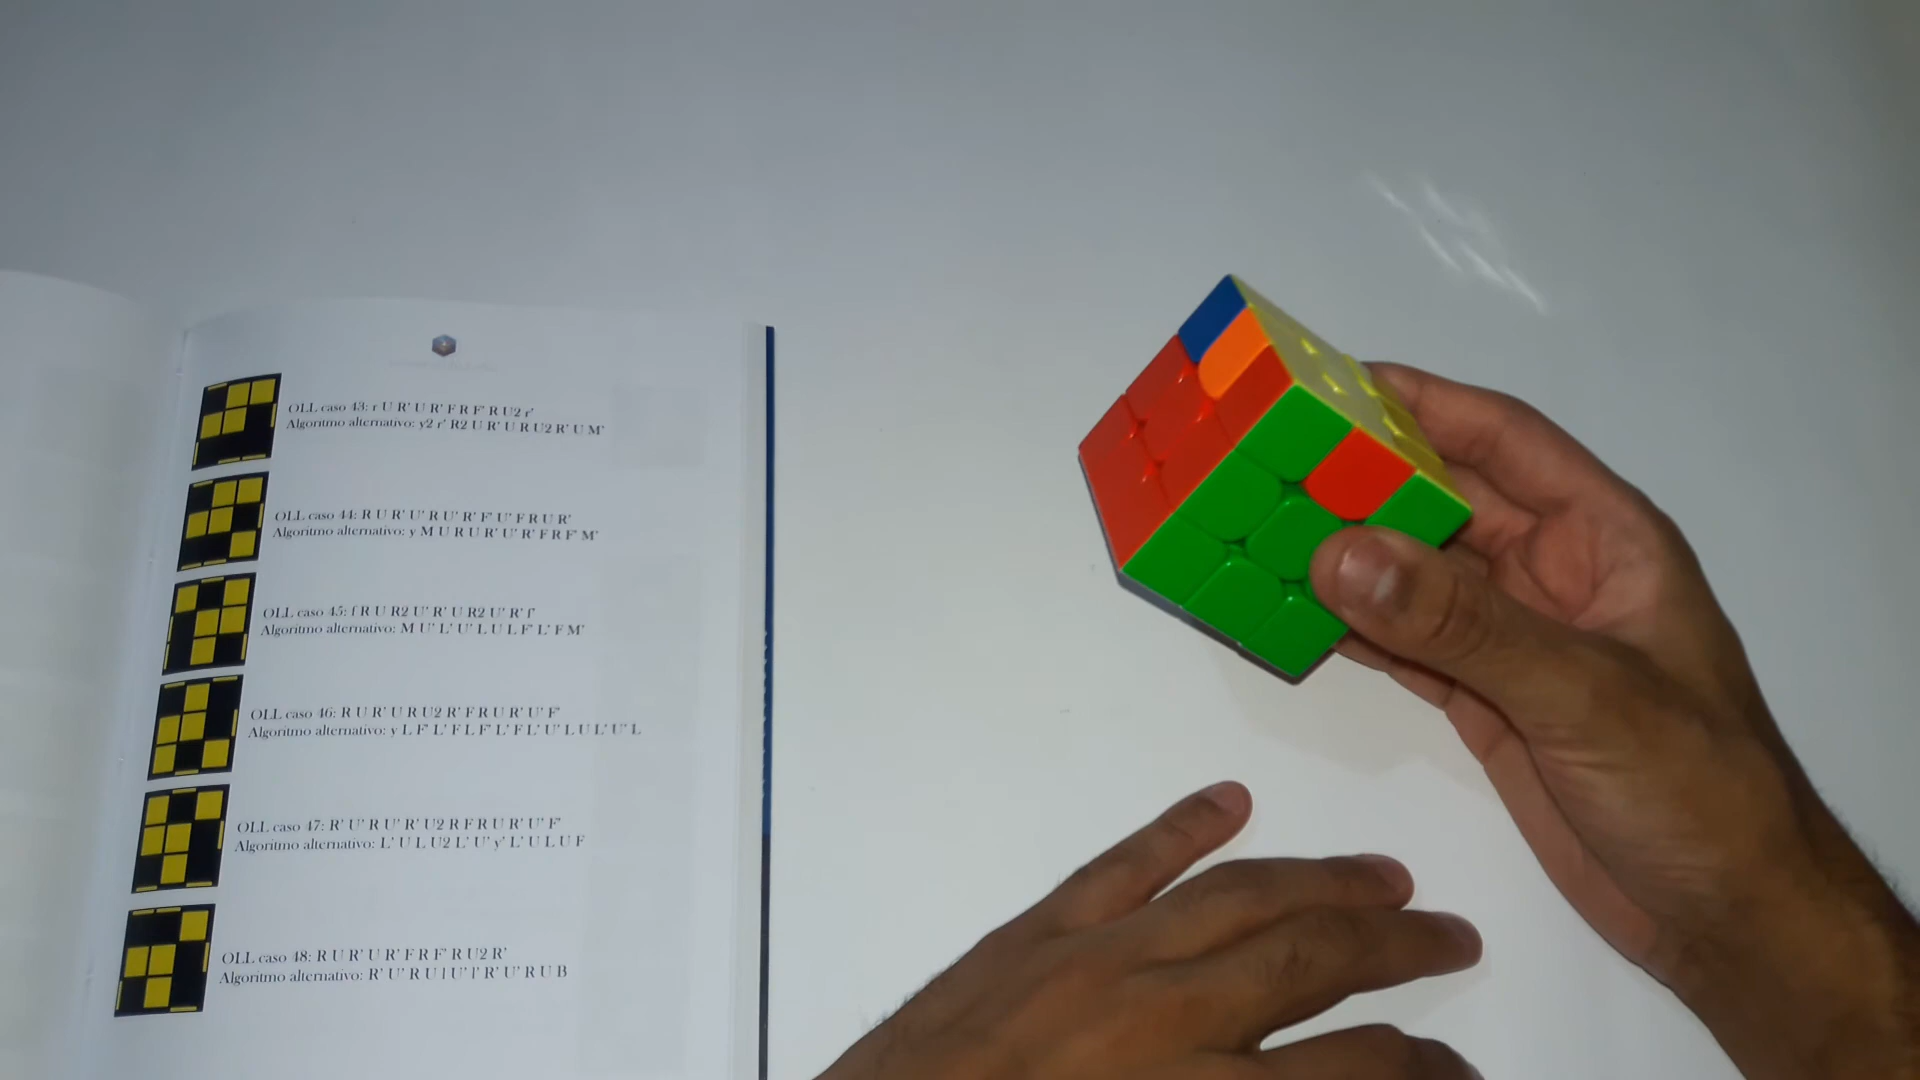 OLL caso 43: r U R' U R' F R F' R U2 r'
Algoritmo alternativo: y2 r' R2 U R' U R U2 R' U M'
OLL caso 44: R U R' U' R U' R' F' U' F R U R'
Algoritmo alternativo: y M U R U R' U' R' F R F' M'
OLL caso 45: f R U R2 U' R' U R2 U' R' f'
Algoritmo alternativo: M U' L' U' L U L F' L' F M'
OLL caso 46: R U R' U R U2 R' F R U R' U' F'
Algoritmo alternativo: y L F' L' F L F' L' F L' U' L U L' U' L
OLL caso 47: R' U' R U' R' U2 R F R U R' U' F'
Algoritmo alternativo: L' U L U2 L' U' y' L' U L U F
OLL caso 48: R U R' U R' F R F' R U2 R'
Algoritmo alternativo: R' U' R U l U' l' R' U' R U B